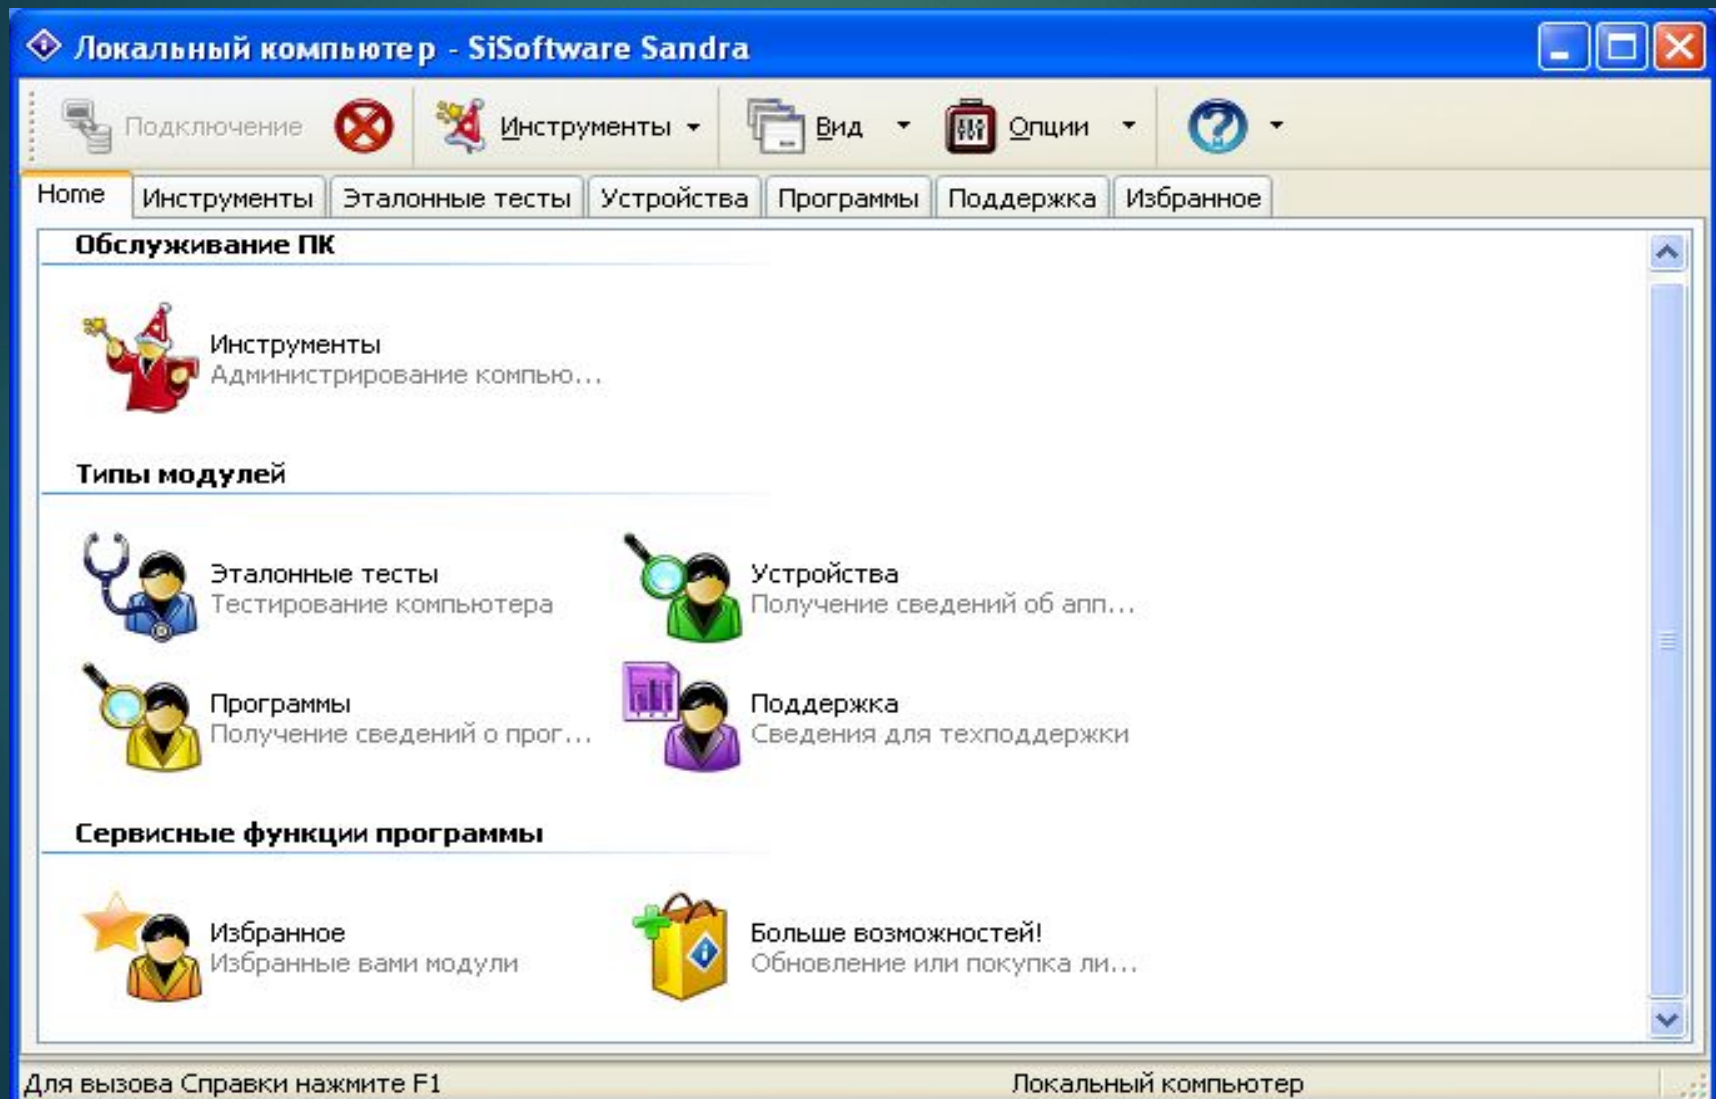 Локальный компьютер - SiSoftware Sandra
Подключение Инструменты Вид Опции
Home Инструменты Эталонные тесты Устройства Программы Поддержка Избранное
Обслуживание ПК
Инструменты
Администрирование компью...
Типы модулей
Эталонные тесты
Тестирование компьютера
Устройства
Получение сведений об апп...
Программы
Получение сведений о прог...
Поддержка
Сведения для техподдержки
Сервисные функции программы
Избранное
Избранные вами модули
Больше возможностей!
Обновление или покупка ли...
Для вызова Справки нажмите F1 Локальный компьютер